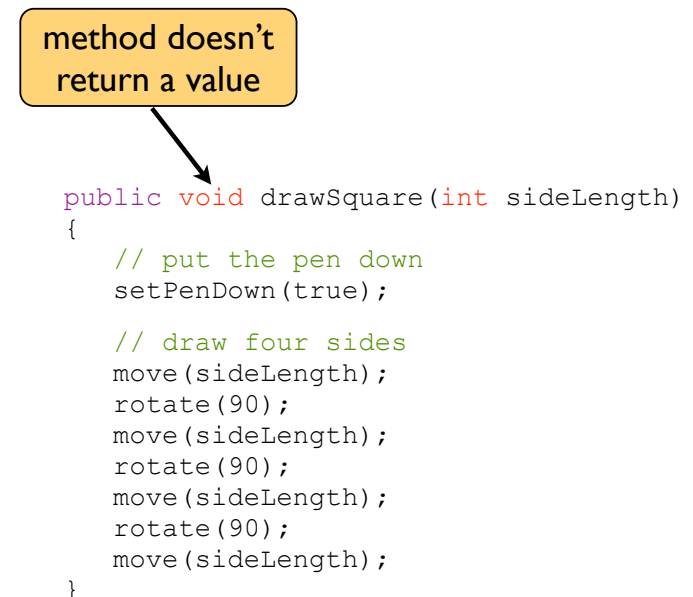 method doesn’t
return a value
public void drawSquare(int sideLength)
{
// put the pen down
setPenDown(true);
// draw four sides
move(sideLength);
rotate(90);
move(sideLength);
rotate(90);
move(sideLength);
rotate(90);
move(sideLength);
}